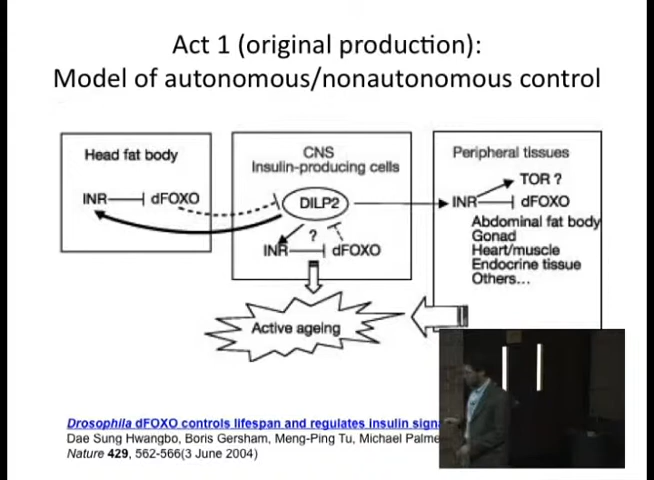 Act 1 (original production):
Model of autonomous/nonautonomous control
Head fat body
INR dFOXO
CNS
Insulin-producing cells
DILP2
?
INR dFOXO
Peripheral tissues
TOR ?
INR dFOXO
Abdominal fat body
Gonad
Heart/muscle
Endocrine tissue
Others...
Active ageing
Drosophila dFOXO controls lifespan and regulates insulin
Dae Sung Hwangbo, Boris Gersham, Meng-Ping Tu, Michael
Nature 429, 562-566(3 June 2004)